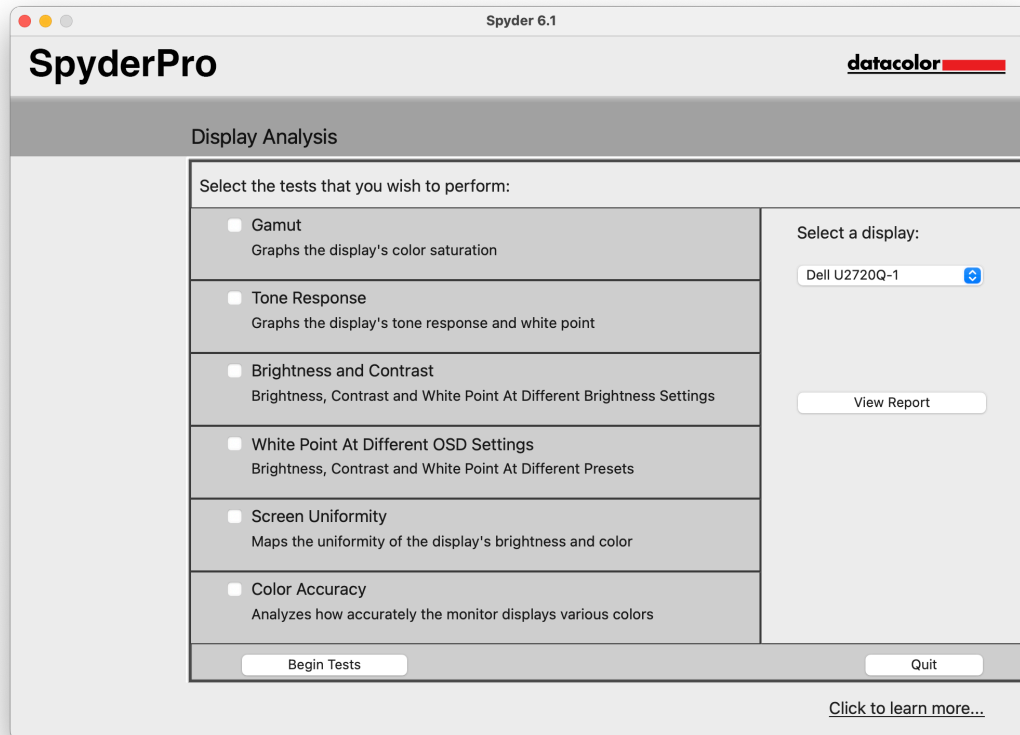 Spyder 6.1
SpyderPro
datacolor
Display Analysis
Select the tests that you wish to perform:
Gamut
Graphs the display's color saturation
Tone Response
Graphs the display's tone response and white point
Brightness and Contrast
Brightness, Contrast and White Point At Different Brightness Settings
White Point At Different OSD Settings
Brightness, Contrast and White Point At Different Presets
Screen Uniformity
Maps the uniformity of the display's brightness and color
Color Accuracy
Analyzes how accurately the monitor displays various colors
Select a display:
Dell U2720Q-1
View Report
Begin Tests
Quit
Click to learn more...